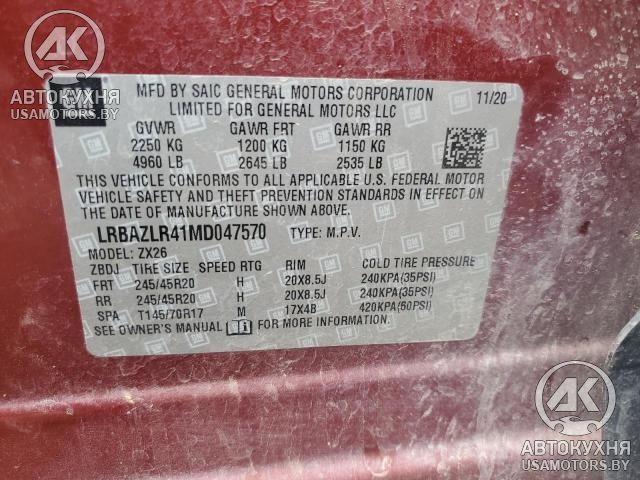 AK
АВТОКУХНЯ
USAMOTORS.BY
GM
MFD BY SAIC GENERAL MOTORS CORPORATION
LIMITED FOR GENERAL MOTORS LLC
11/20
GVWR GAWR FRT GAWR RR
2250 KG 1200 KG 1150 KG
4960 LB 2645 LB 2535 LB
THIS VEHICLE CONFORMS TO ALL APPLICABLE U.S. FEDERAL MOTOR
VEHICLE SAFETY AND THEFT PREVENTION STANDARDS IN EFFECT ON
THE DATE OF MANUFACTURE SHOWN ABOVE.
LRBAZLR41MD047570 TYPE: M.P.V.
MODEL: ZX26
ZBDJ TIRE SIZE SPEED RTG RIM COLD TIRE PRESSURE
FRT 245/45R20 H 20X8.5J 240KPA(35PSI)
RR 245/45R20 H 20X8.5J 240KPA(35PSI)
SPA T145/70R17 M 17X4B 420KPA(60PSI)
SEE OWNER'S MANUAL FOR MORE INFORMATION
AK
АВТОКУХНЯ
USAMOTORS.BY